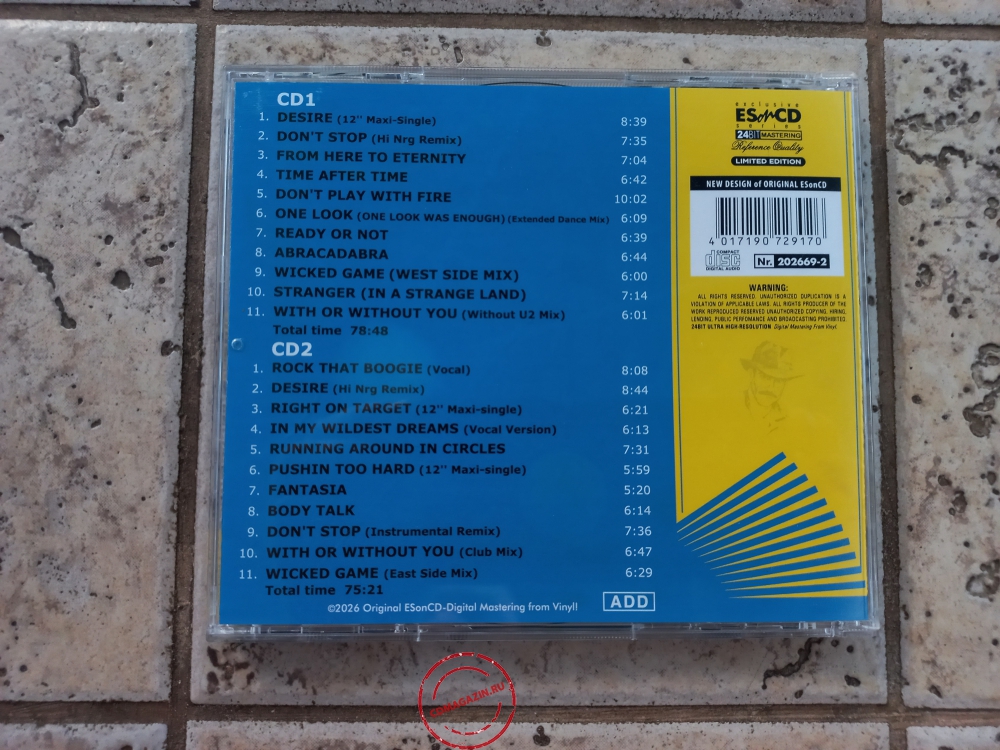 CD1
1. DESIRE (12'' Maxi-Single) 8:39
2. DON'T STOP (Hi Nrg Remix) 7:35
3. FROM HERE TO ETERNITY 7:04
4. TIME AFTER TIME 6:42
5. DON'T PLAY WITH FIRE 10:02
6. ONE LOOK (ONE LOOK WAS ENOUGH) (Extended Dance Mix) 6:09
7. READY OR NOT 6:39
8. ABRACADABRA 6:44
9. WICKED GAME (WEST SIDE MIX) 6:00
10. STRANGER (IN A STRANGE LAND) 7:14
11. WITH OR WITHOUT YOU (Without U2 Mix) 6:01
Total time 78:48
CD2
1. ROCK THAT BOOGIE (Vocal) 8:08
2. DESIRE (Hi Nrg Remix) 8:44
3. RIGHT ON TARGET (12'' Maxi-single) 6:21
4. IN MY WILDEST DREAMS (Vocal Version) 6:13
5. RUNNING AROUND IN CIRCLES 7:31
6. PUSHIN TOO HARD (12'' Maxi-single) 5:59
7. FANTASIA 5:20
8. BODY TALK 6:14
9. DON'T STOP (Instrumental Remix) 7:36
10. WITH OR WITHOUT YOU (Club Mix) 6:47
11. WICKED GAME (East Side Mix) 6:29
Total time 75:21
©2026 Original ESonCD-Digital Mastering from Vinyl! ADD
exclusive
ESonCD
series
24BIT MASTERING
Reference Quality
LIMITED EDITION
NEW DESIGN of ORIGINAL ESonCD
4 017190 729170
COMPACT
disc
DIGITAL AUDIO
Nr. 202669-2
WARNING:
ALL RIGHTS RESERVED. UNAUTHORIZED DUPLICATION IS A
VIOLATION OF APPLICABLE LAWS. ALL RIGHTS PRODUCER OF THE
WORK REPRODUCED RESERVED UNAUTHORIZED COPYING, HIRING,
LENDING, PUBLIC PERFOMANCE AND BROADCASTING PROHIBITED
24BIT ULTRA HIGH-RESOLUTION Digital Mastering From Vinyl.
CDMAGAZIN.RU